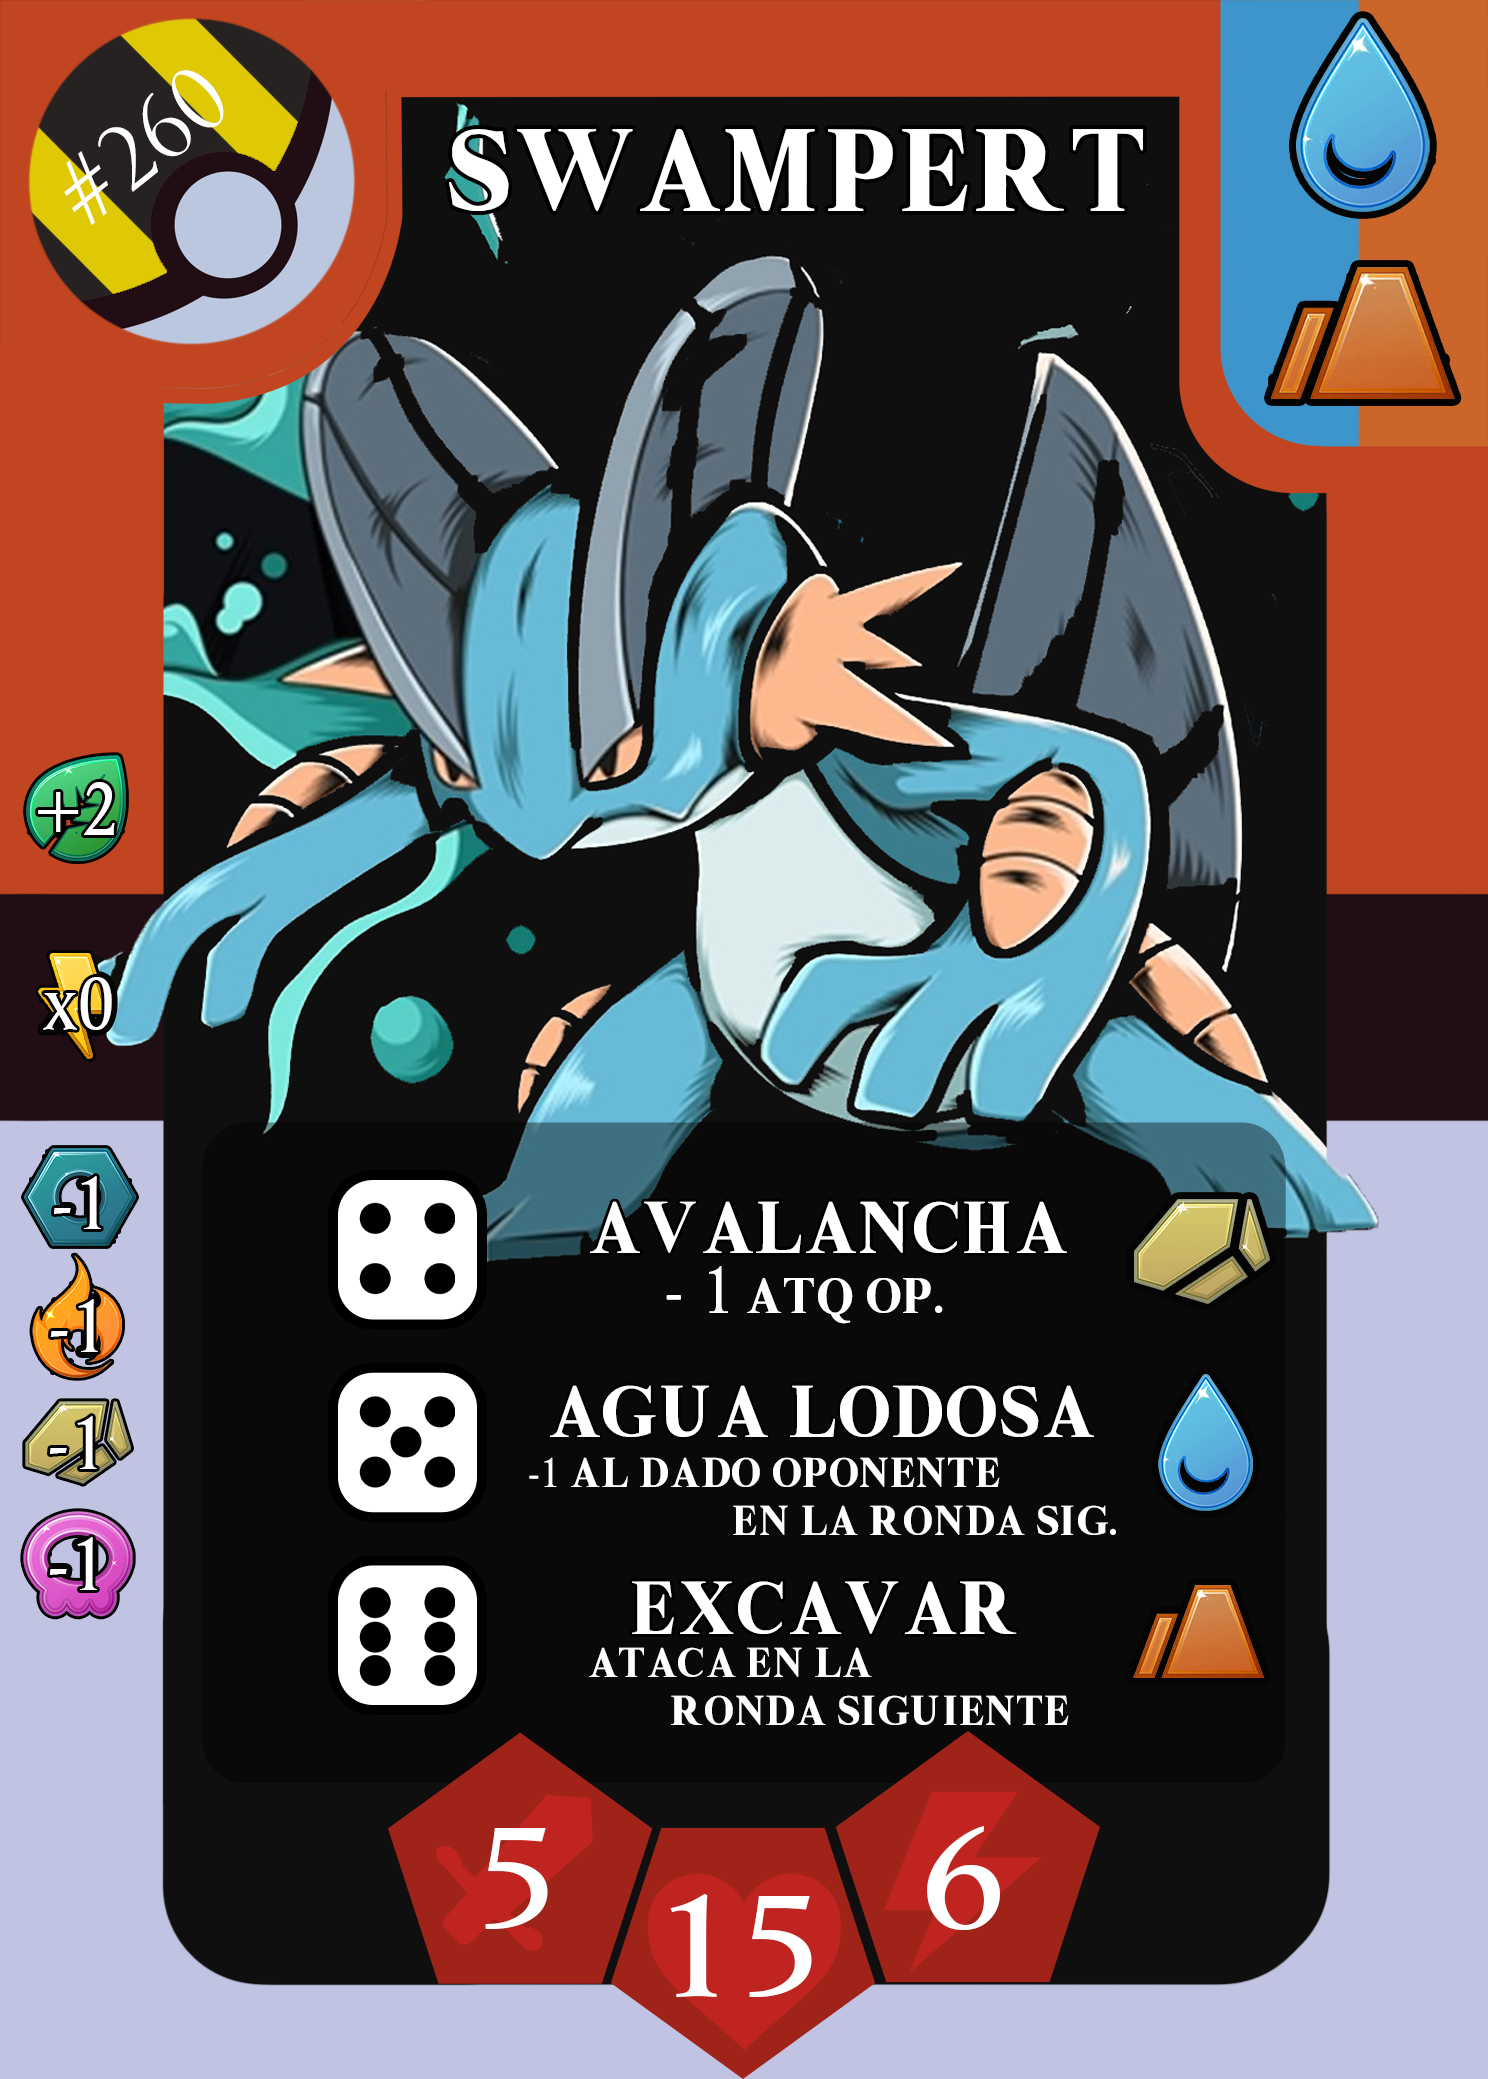 #260
SWAMPERT
+2
x0
-1
-1
-1
-1
AVALANCHA
- 1 ATQ OP.
AGUA LODOSA
-1 AL DADO OPONENTE
EN LA RONDA SIG.
EXCAVAR
ATACA EN LA
RONDA SIGUIENTE
5
15
6